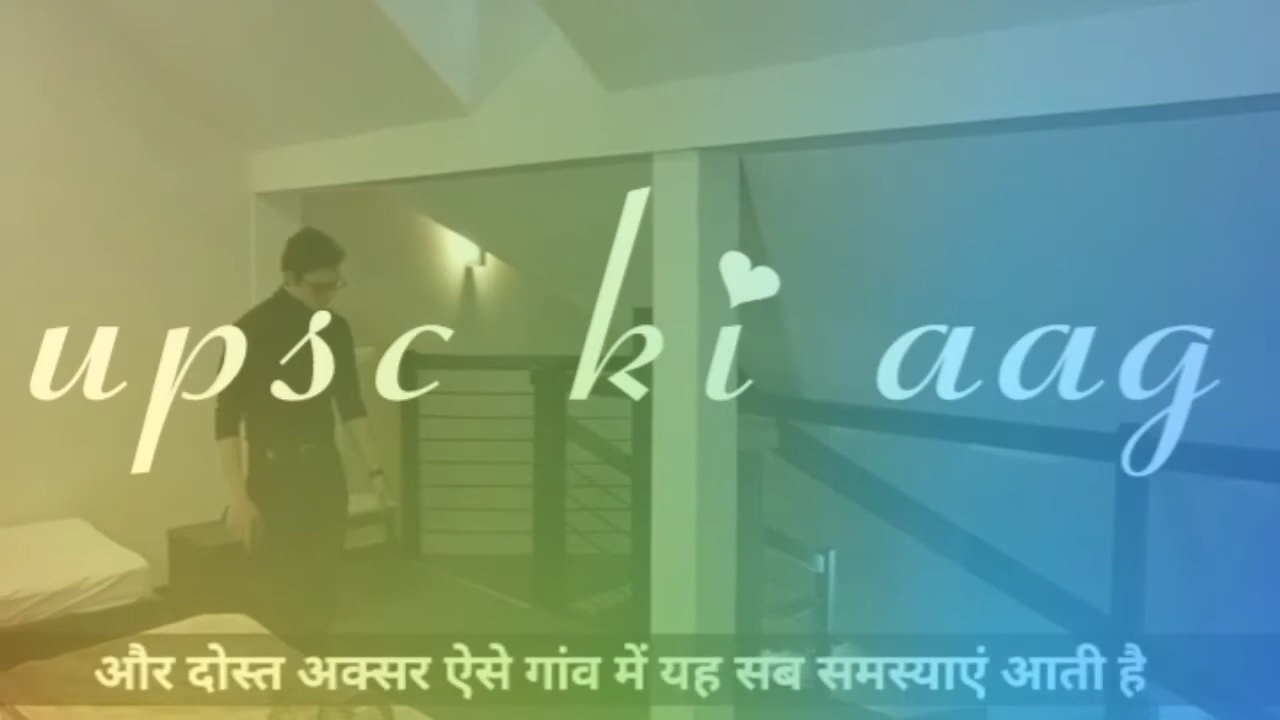 upsc ki aag
और दोस्त अक्सर ऐसे गांव में यह सब समस्याएं आती है